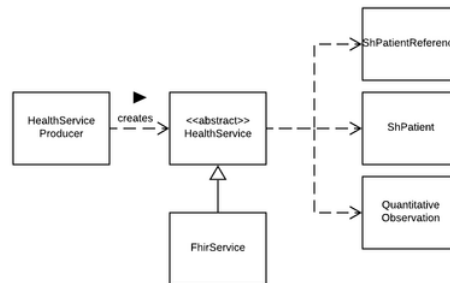 ShPatientReferenc
HealthService
Producer
creates
<<abstract>>
HealthService
ShPatient
Quantitative
Observation
FhirService